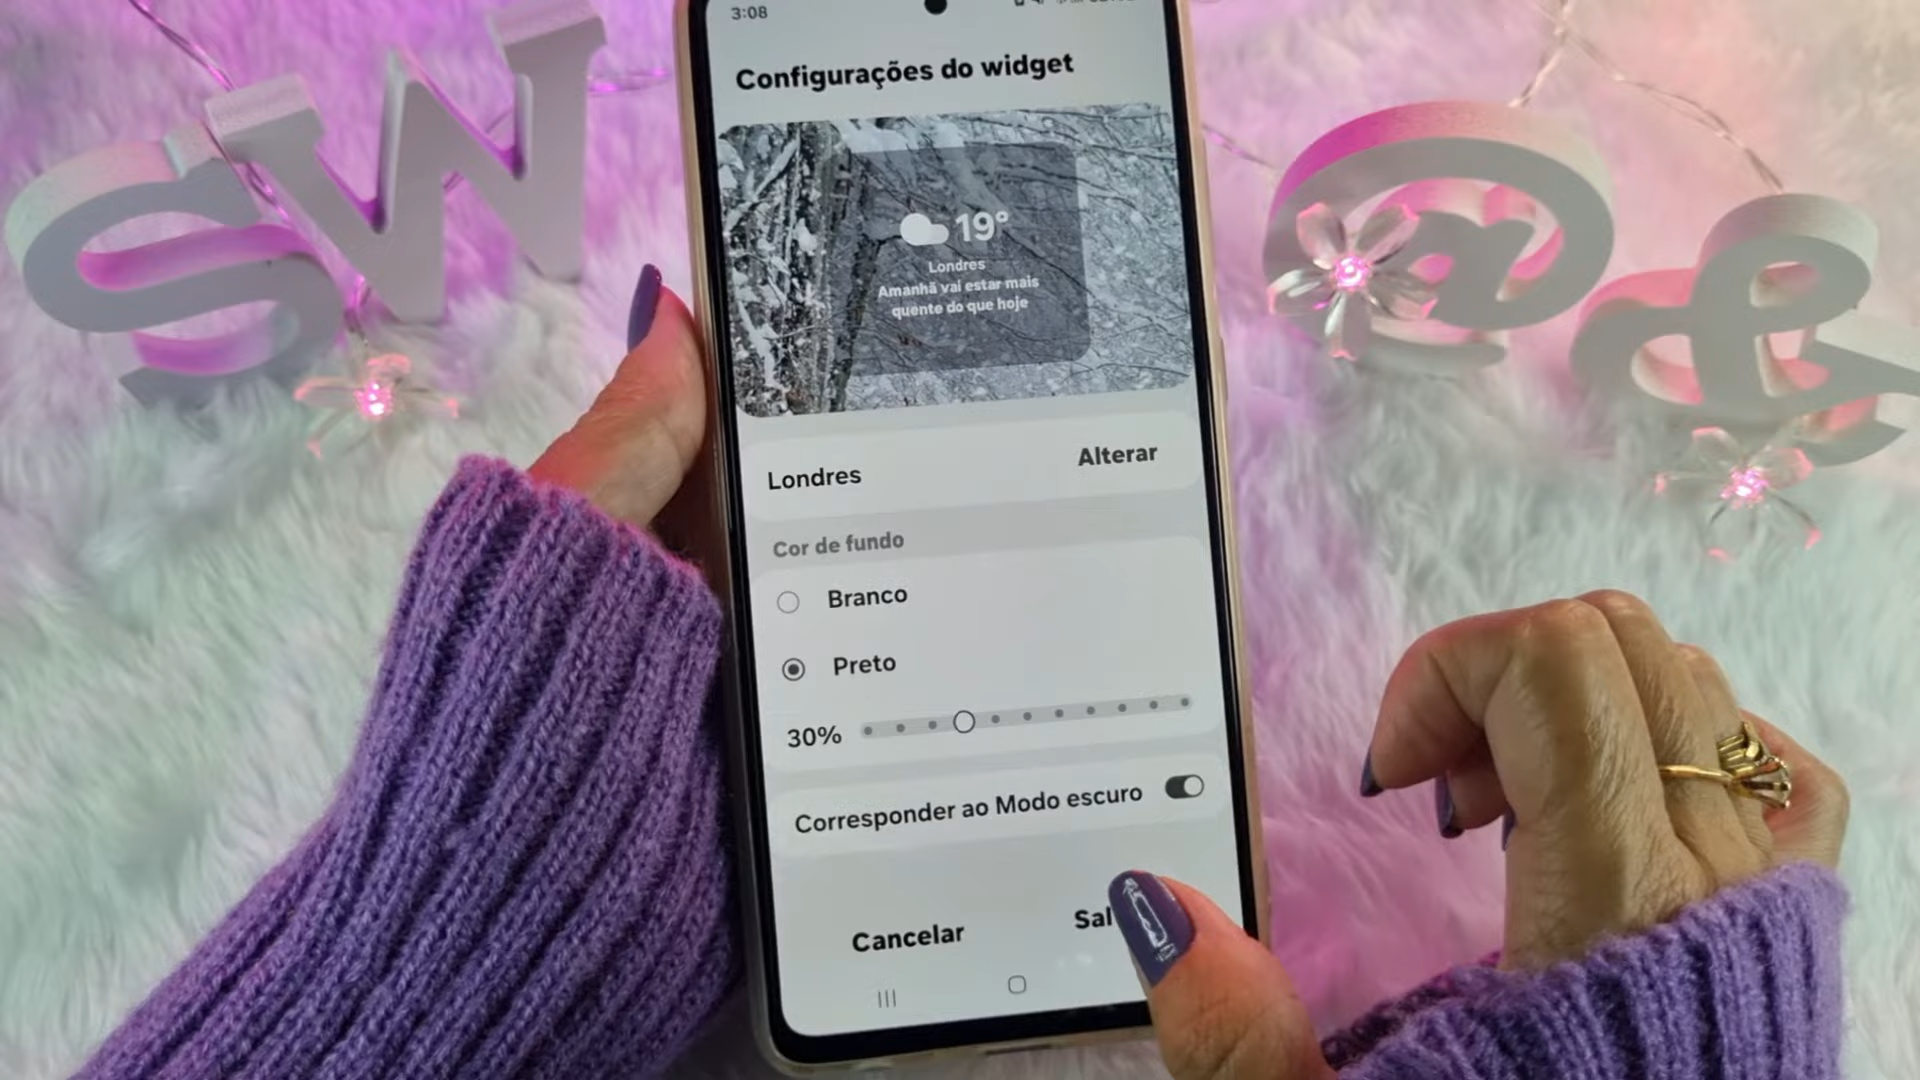 SW
@
&
3:08
Configurações do widget
19°
Londres
Amanhã vai estar mais
quente do que hoje
Londres
Alterar
Cor de fundo
Branco
Preto
30%
Corresponder ao Modo escuro
Cancelar
Sal